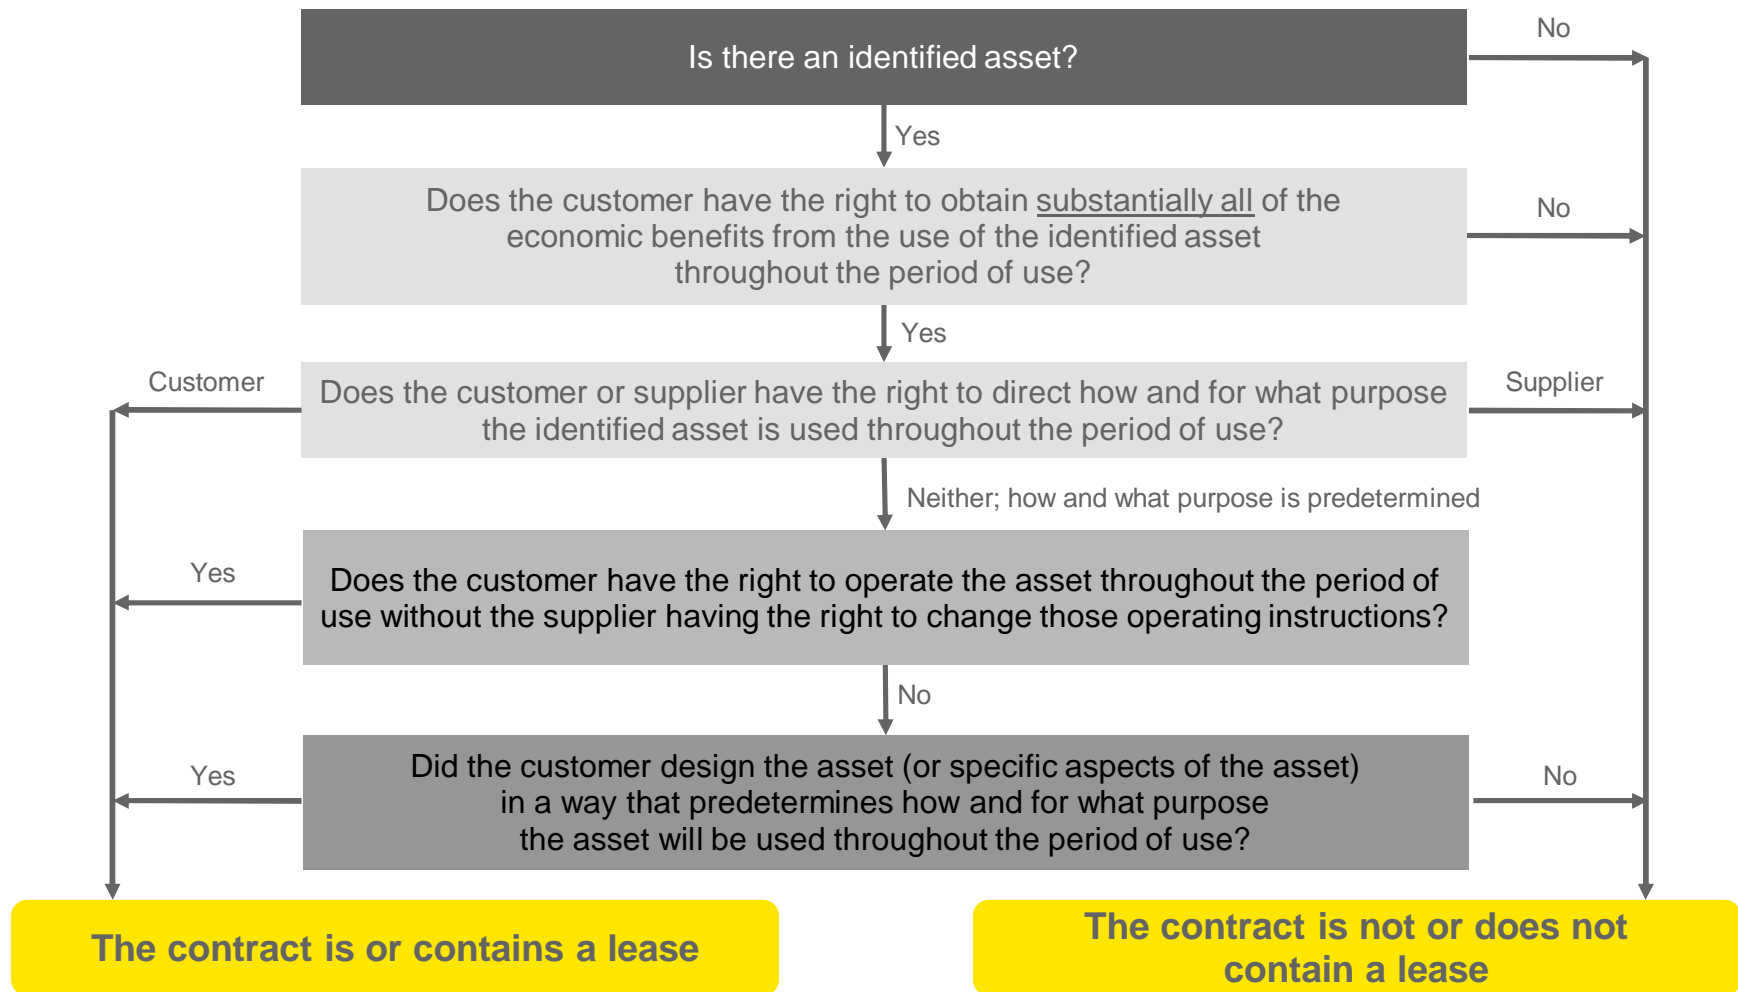 Is there an identified asset?
No
Yes
Does the customer have the right to obtain substantially all of the
economic benefits from the use of the identified asset
throughout the period of use?
No
Yes
Customer
Does the customer or supplier have the right to direct how and for what purpose
the identified asset is used throughout the period of use?
Supplier
Neither; how and what purpose is predetermined
Yes
Does the customer have the right to operate the asset throughout the period of
use without the supplier having the right to change those operating instructions?
No
Yes
Did the customer design the asset (or specific aspects of the asset)
in a way that predetermines how and for what purpose
the asset will be used throughout the period of use?
No
The contract is or contains a lease
The contract is not or does not
contain a lease